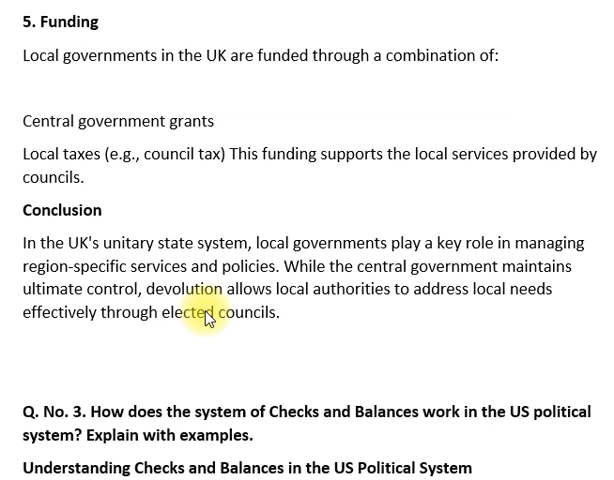 5. Funding
Local governments in the UK are funded through a combination of:
Central government grants
Local taxes (e.g., council tax) This funding supports the local services provided by
councils.
Conclusion
In the UK's unitary state system, local governments play a key role in managing
region-specific services and policies. While the central government maintains
ultimate control, devolution allows local authorities to address local needs
effectively through elected councils.
Q. No. 3. How does the system of Checks and Balances work in the US political
system? Explain with examples.
Understanding Checks and Balances in the US Political System